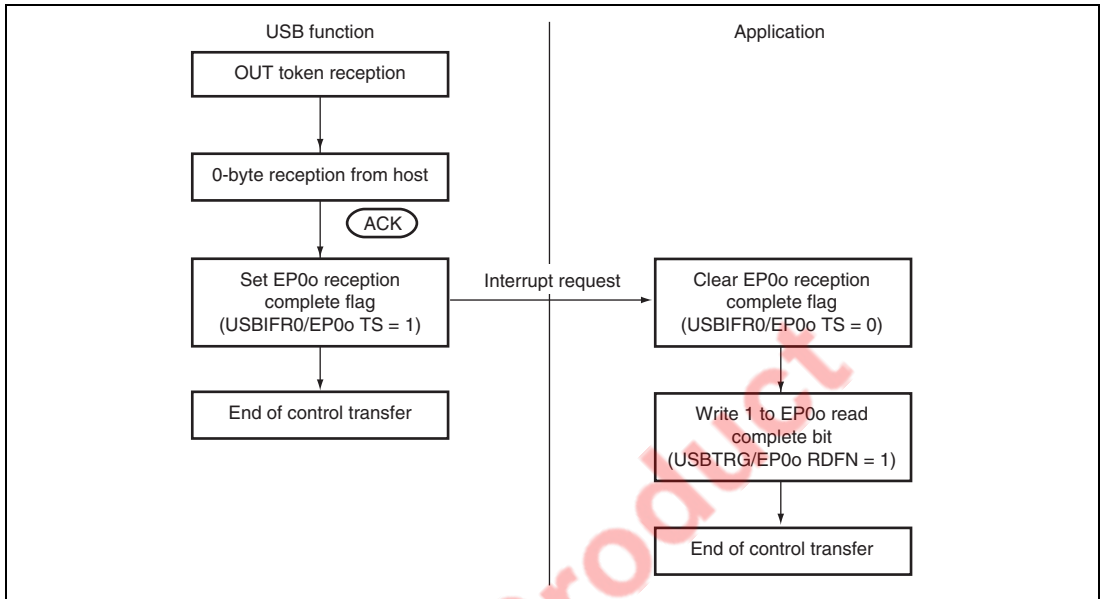 USB function
Application
OUT token reception
0-byte reception from host
ACK
Set EP0o reception
complete flag
(USBIFR0/EP0o TS = 1)
Interrupt request
Clear EP0o reception
complete flag
(USBIFR0/EP0o TS = 0)
End of control transfer
Write 1 to EP0o read
complete bit
(USBTRG/EP0o RDFN = 1)
End of control transfer